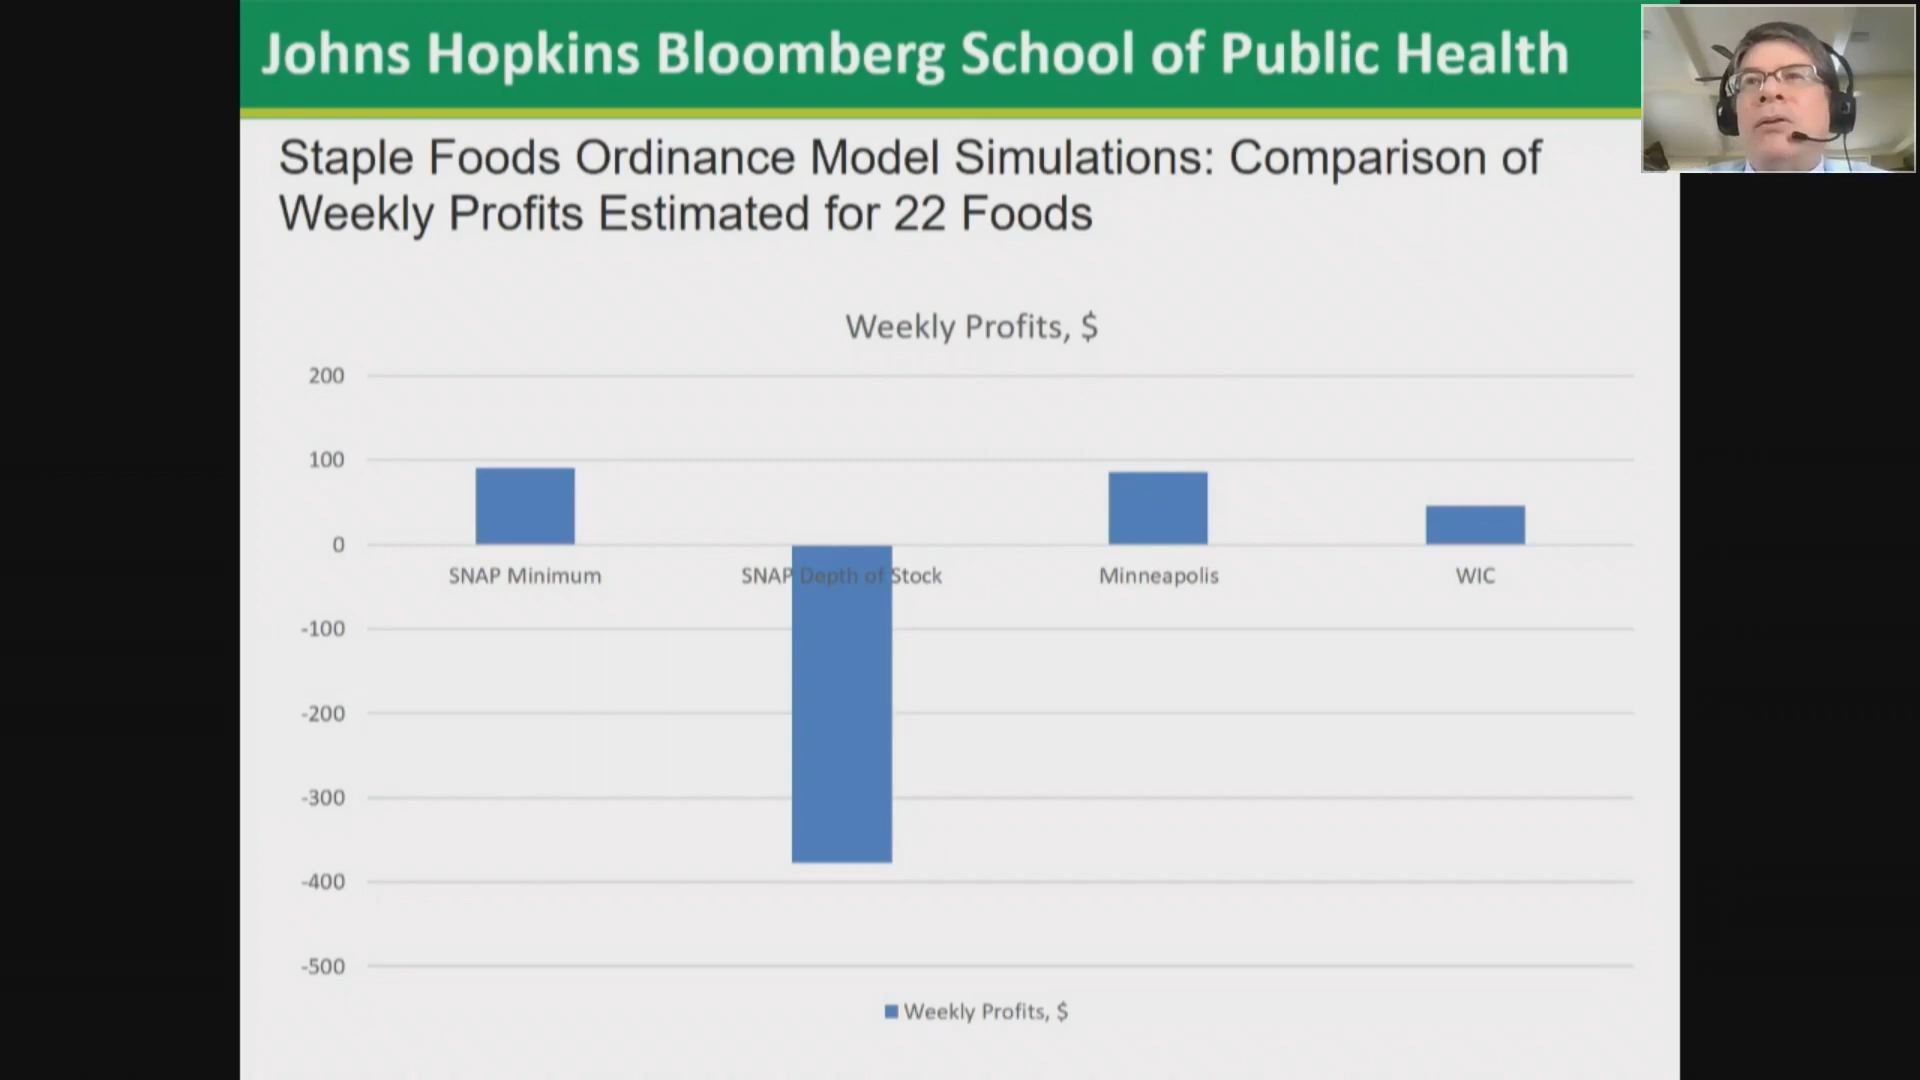 Johns Hopkins Bloomberg School of Public Health
Staple Foods Ordinance Model Simulations: Comparison of
Weekly Profits Estimated for 22 Foods
Weekly Profits, $
200
100
0
SNAP Minimum
SNAP Depth of Stock
Minneapolis
WIC
-100
-200
-300
-400
-500
Weekly Profits, $